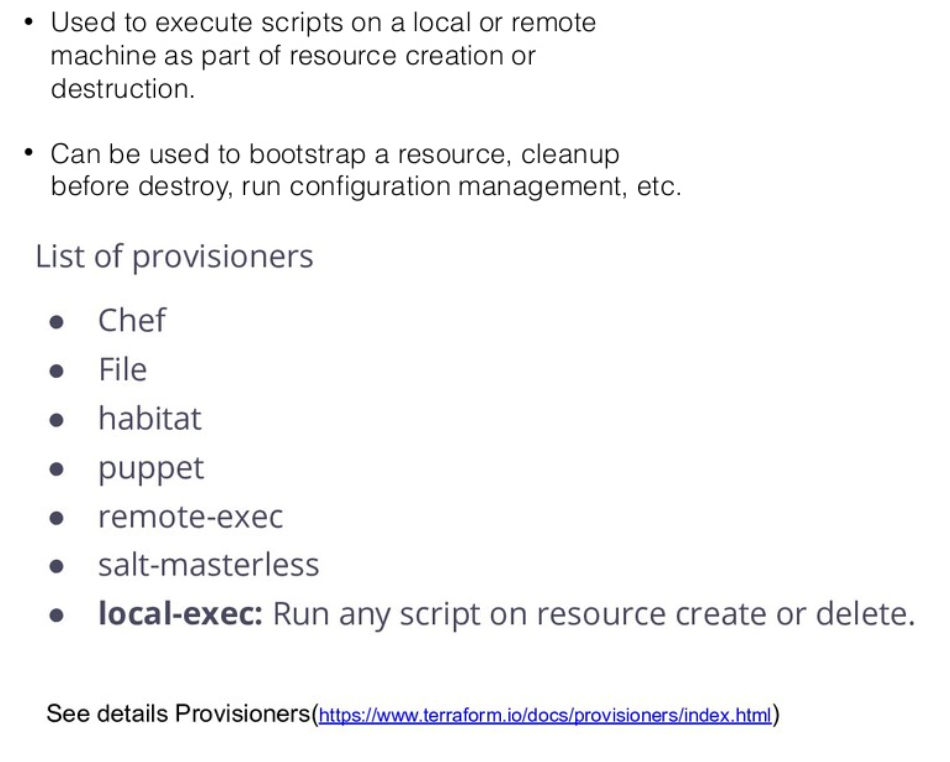 • Used to execute scripts on a local or remote
machine as part of resource creation or
destruction.
• Can be used to bootstrap a resource, cleanup
before destroy, run configuration management, etc.
List of provisioners
● Chef
● File
● habitat
● puppet
● remote-exec
● salt-masterless
● local-exec: Run any script on resource create or delete.
See details Provisioners(https://www.terraform.io/docs/provisioners/index.html)